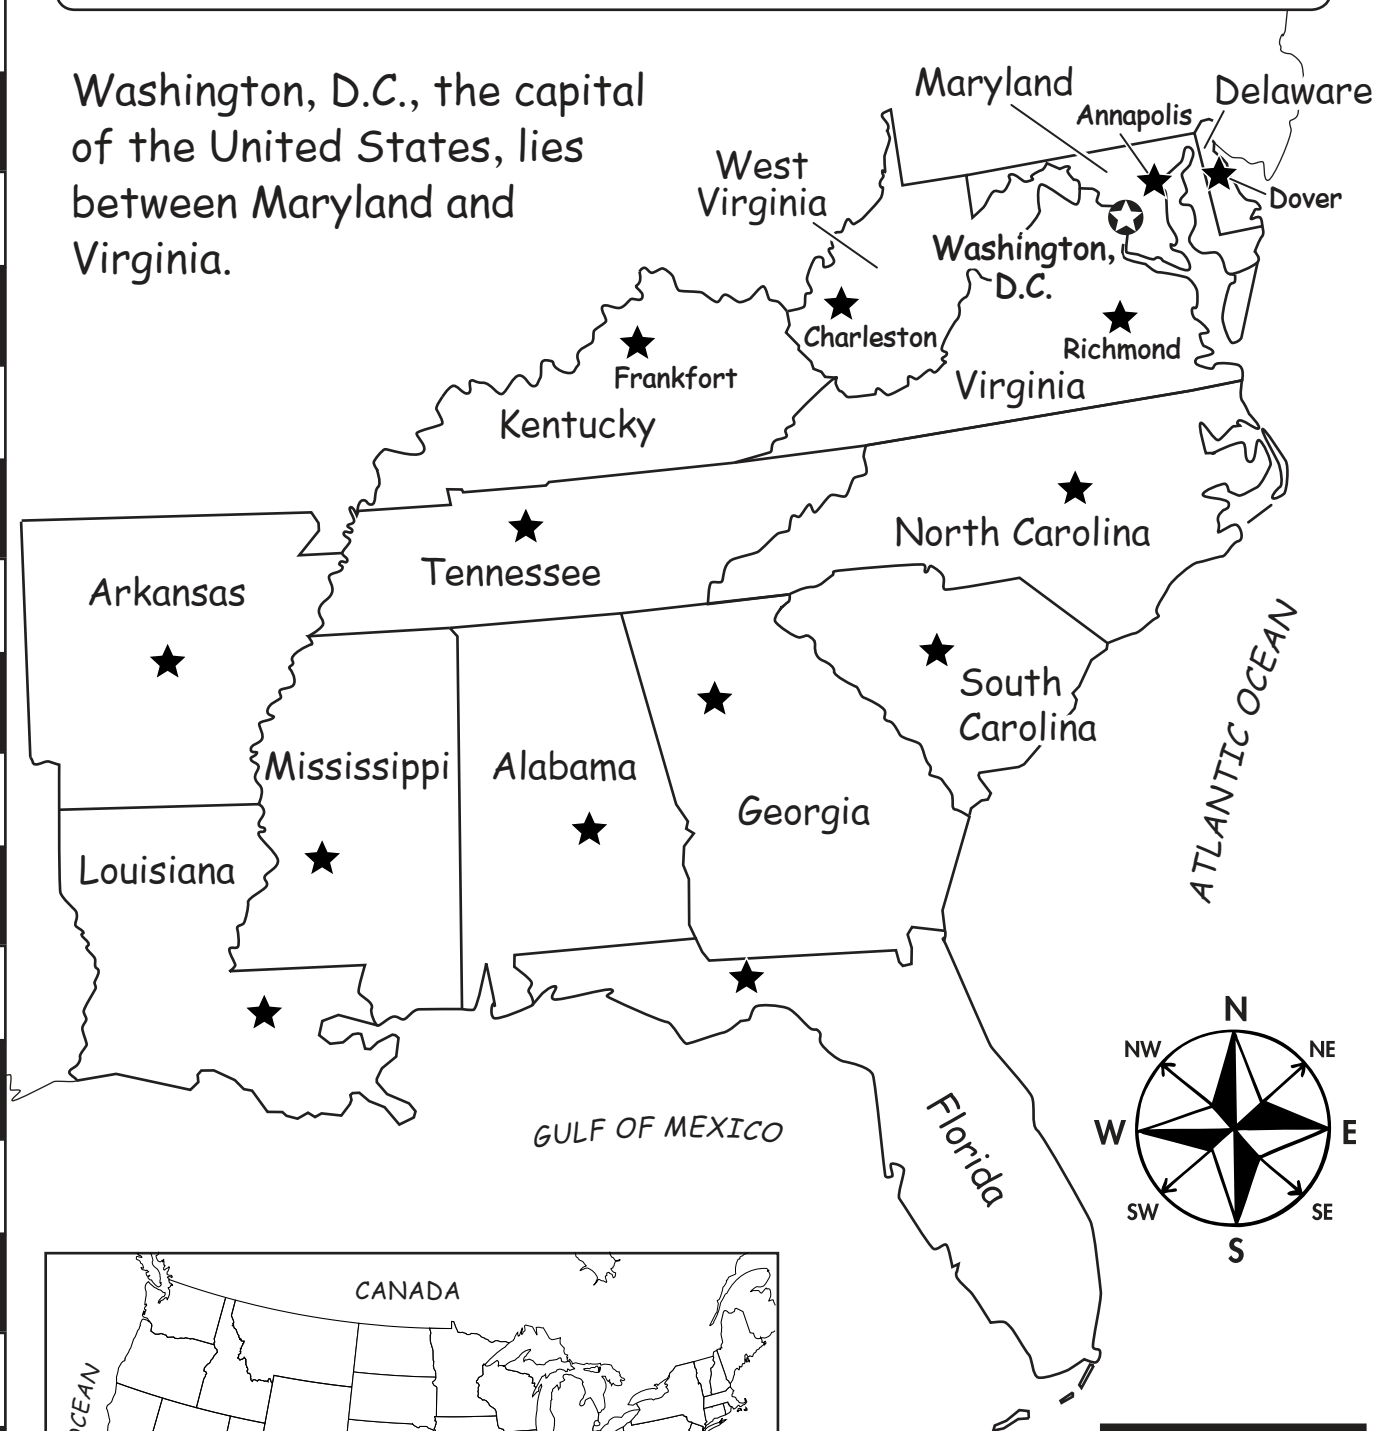 Washington, D.C., the capital
of the United States, lies
between Maryland and
Virginia.
Maryland
Delaware
Annapolis
West
Virginia
Dover
Washington,
D.C.
Charleston
Richmond
Frankfort
Virginia
Kentucky
North Carolina
Tennessee
Arkansas
South
Carolina
Mississippi
Alabama
Georgia
Louisiana
ATLANTIC OCEAN
GULF OF MEXICO
Florida
N
NW
NE
W
E
SW
SE
S
CANADA